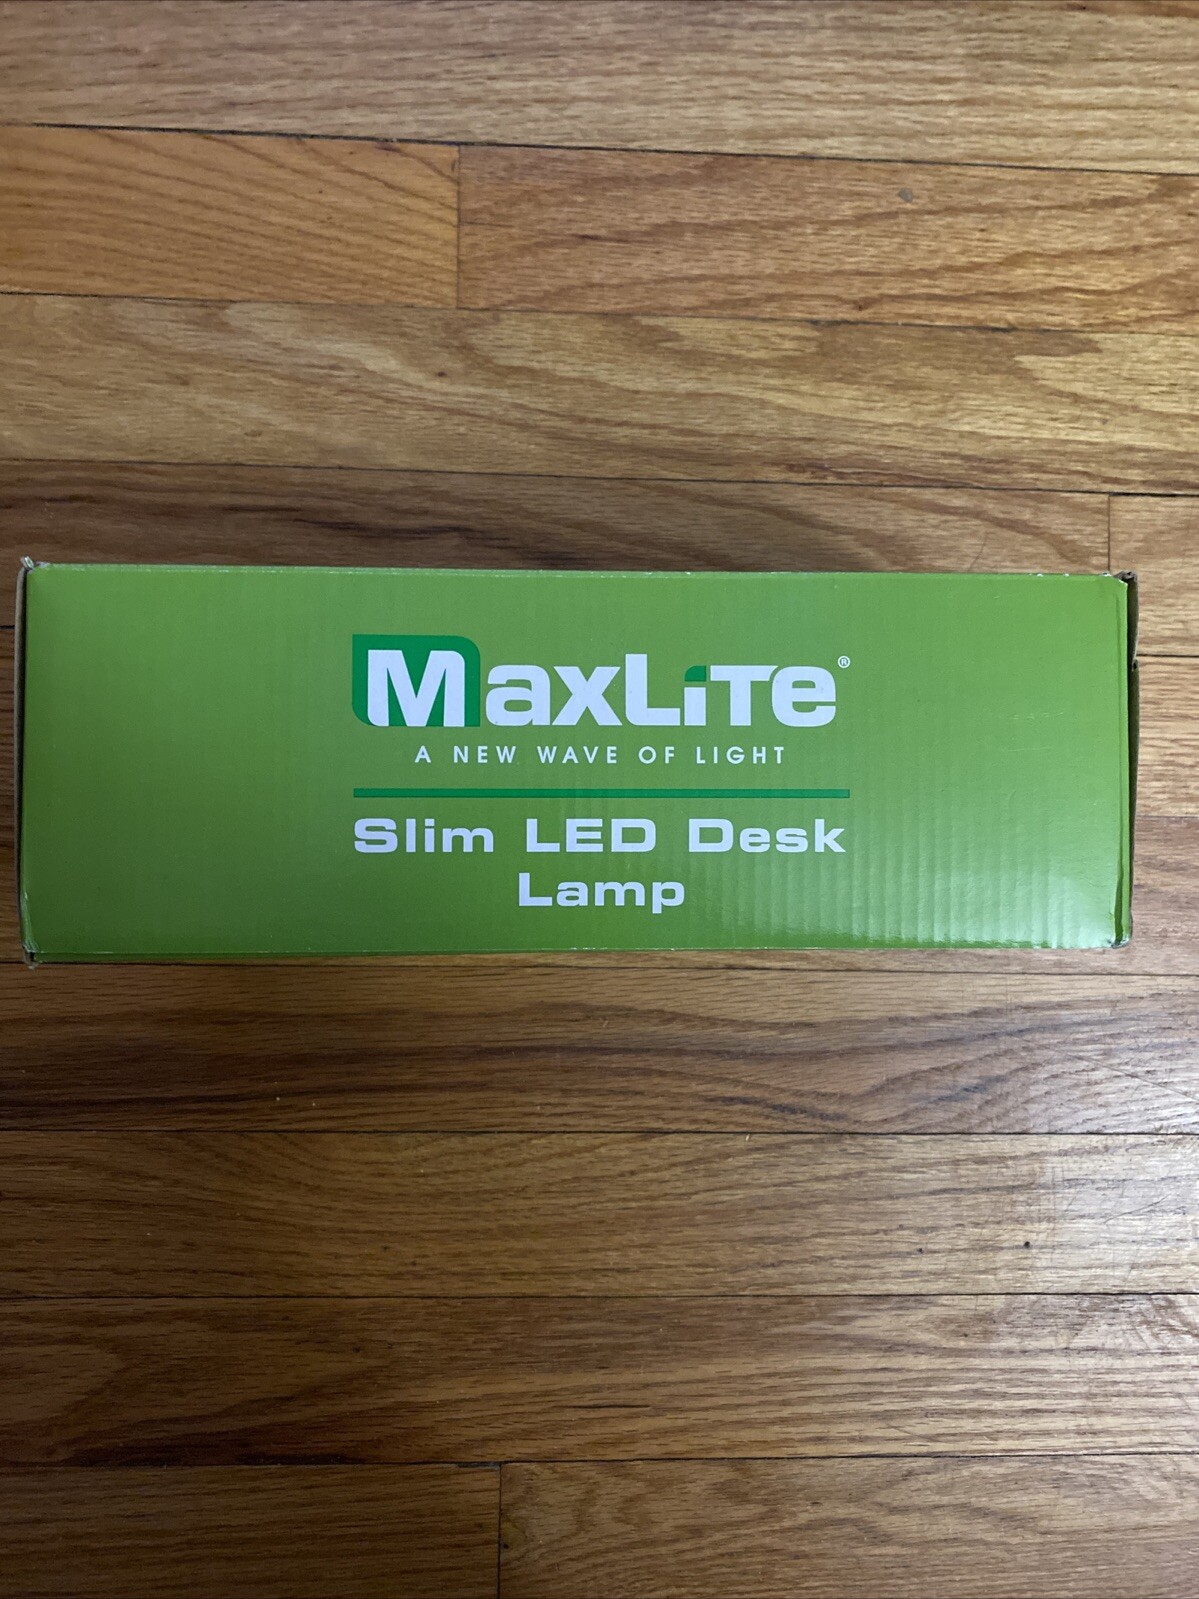 MaxLiTe®
A NEW WAVE OF LIGHT
Slim LED Desk
Lamp